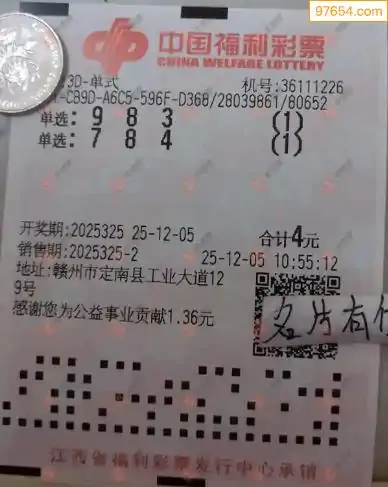 97654.com
中国福利彩票
CHINA WELFARE LOTTERY
3D-单式 机号:36111226
-CB9D-A6C5-596F-D368/28039861/80652
单选: 9 8 3 (1)
单选: 7 8 4 (1)
开奖期:2025325 25-12-05 合计4元
销售期:2025325-2 25-12-05 10:55:12
地址:赣州市定南县工业大道12
9号
感谢您为公益事业贡献1.36元
名片有
江西省福利彩票发行中心承销